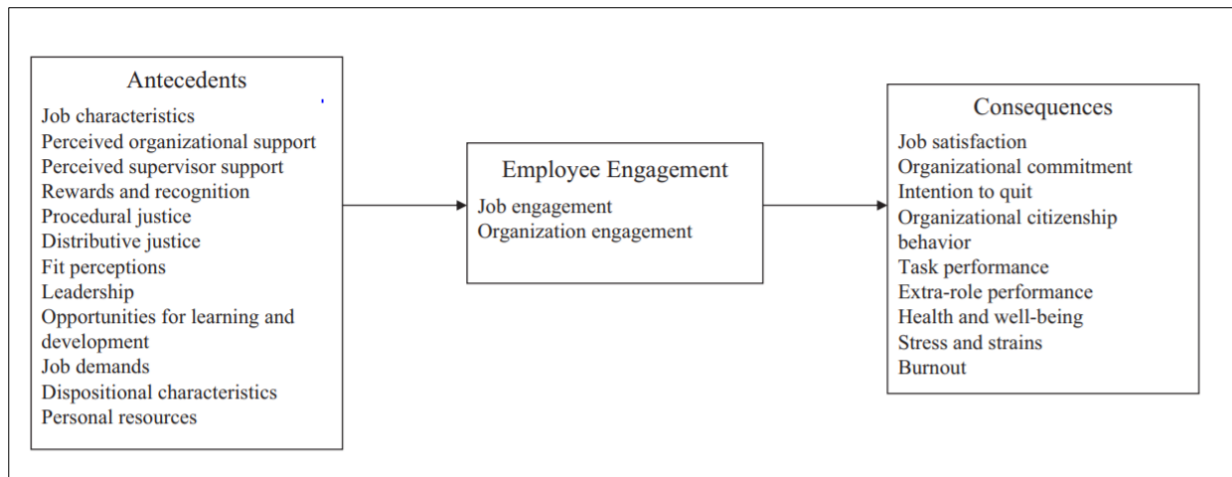 Antecedents
Job characteristics
Perceived organizational support
Perceived supervisor support
Rewards and recognition
Procedural justice
Distributive justice
Fit perceptions
Leadership
Opportunities for learning and
development
Job demands
Dispositional characteristics
Personal resources
Employee Engagement
Job engagement
Organization engagement
Consequences
Job satisfaction
Organizational commitment
Intention to quit
Organizational citizenship
behavior
Task performance
Extra-role performance
Health and well-being
Stress and strains
Burnout